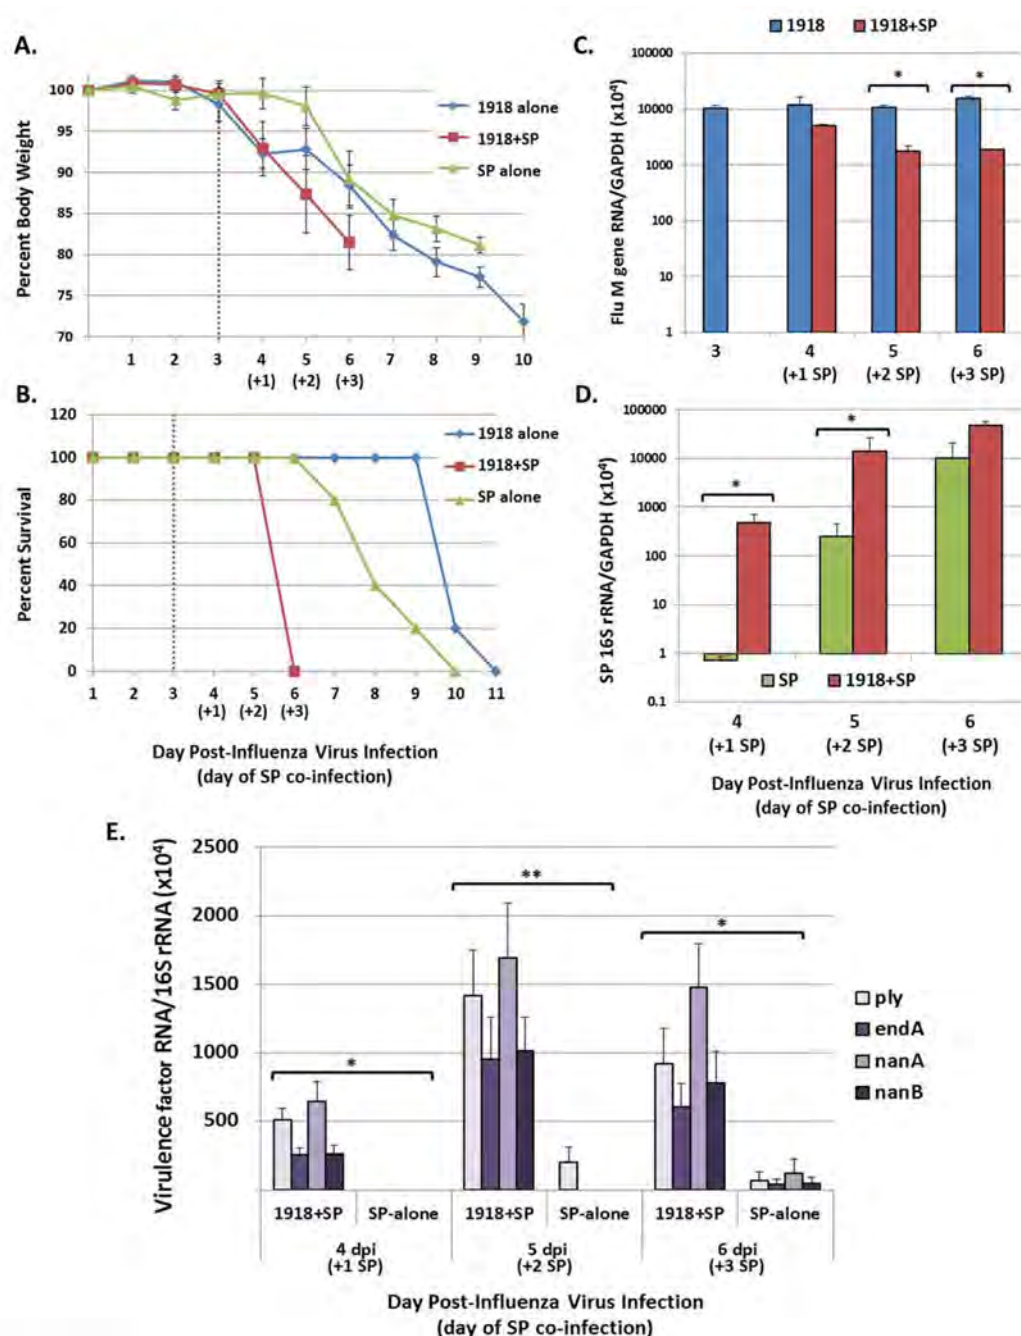 A.
Percent Body Weight
100
95
90
85
80
75
70
1918 alone
1918+SP
SP alone
1 2 3 4 5 6 7 8 9 10
(+1) (+2) (+3)
B.
Percent Survival
120
100
80
60
40
20
0
1918 alone
1918+SP
SP alone
1 2 3 4 5 6 7 8 9 10 11
(+1) (+2) (+3)
Day Post-Influenza Virus Infection
(day of SP co-infection)
C.
1918 1918+SP
Flu M gene RNA/GAPDH (x10⁴)
100000
10000
1000
100
10
1
* *
3 4 5 6
(+1 SP) (+2 SP) (+3 SP)
D.
SP 16S rRNA/GAPDH (x10⁴)
100000
10000
1000
100
10
1
0.1
* *
SP 1918+SP
4 5 6
(+1 SP) (+2 SP) (+3 SP)
Day Post-Influenza Virus Infection
(day of SP co-infection)
E.
Virulence factor RNA/16S rRNA (x10⁴)
2500
2000
1500
1000
500
* ** *
ply
endA
nanA
nanB
1918+SP SP-alone 1918+SP SP-alone 1918+SP SP-alone
4 dpi 5 dpi 6 dpi
(+1 SP) (+2 SP) (+3 SP)
Day Post-Influenza Virus Infection
(day of SP co-infection)